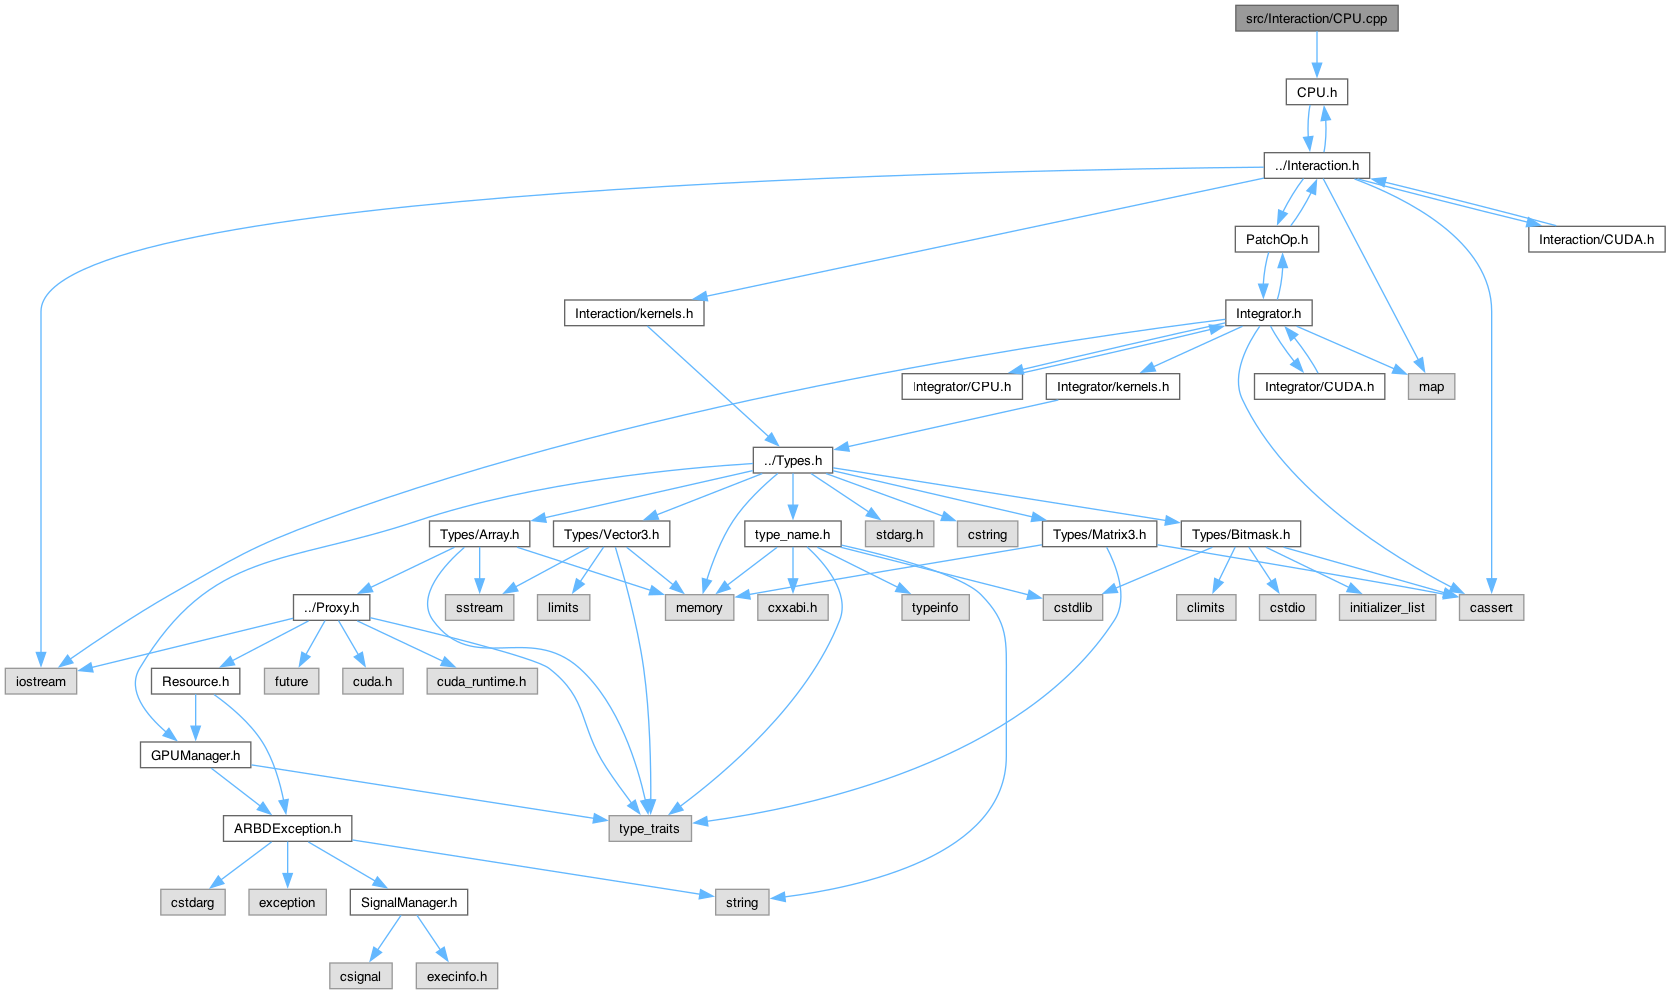 src/Interaction/CPU.cpp
CPU.h
../Interaction.h
PatchOp.h
Interaction/CUDA.h
Interaction/kernels.h
Integrator.h
Integrator/CPU.h
Integrator/kernels.h
Integrator/CUDA.h
map
../Types.h
Types/Array.h
Types/Vector3.h
type_name.h
stdarg.h
cstring
Types/Matrix3.h
Types/Bitmask.h
../Proxy.h
sstream
limits
memory
cxxabi.h
typeinfo
cstdlib
climits
cstdio
initializer_list
cassert
iostream
Resource.h
future
cuda.h
cuda_runtime.h
GPUManager.h
ARBDException.h
type_traits
cstdarg
exception
SignalManager.h
string
csignal
execinfo.h